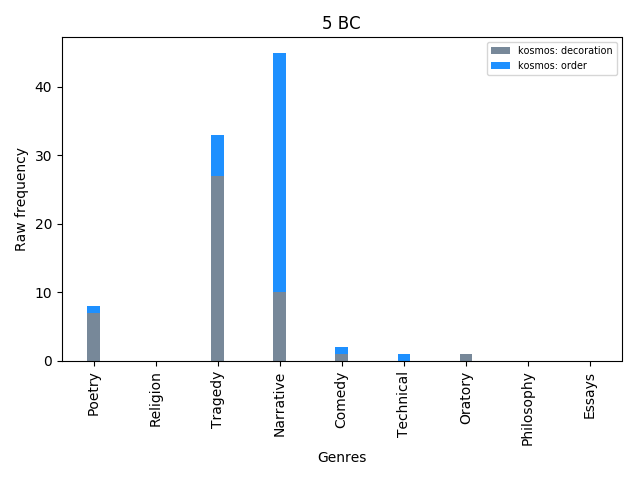 5 BC
kosmos: decoration
kosmos: order
Raw frequency
40
30
20
10
0
Poetry
Religion
Tragedy
Narrative
Comedy
Technical
Oratory
Philosophy
Essays
Genres